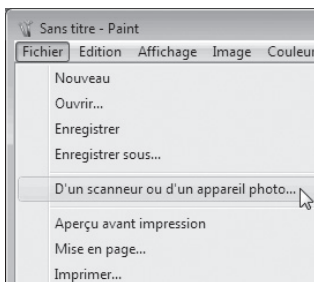 Sans titre - Paint
Fichier Edition Affichage Image Couleur
Nouveau
Ouvrir...
Enregistrer
Enregistrer sous...
D'un scanneur ou d'un appareil photo...
Aperçu avant impression
Mise en page...
Imprimer...